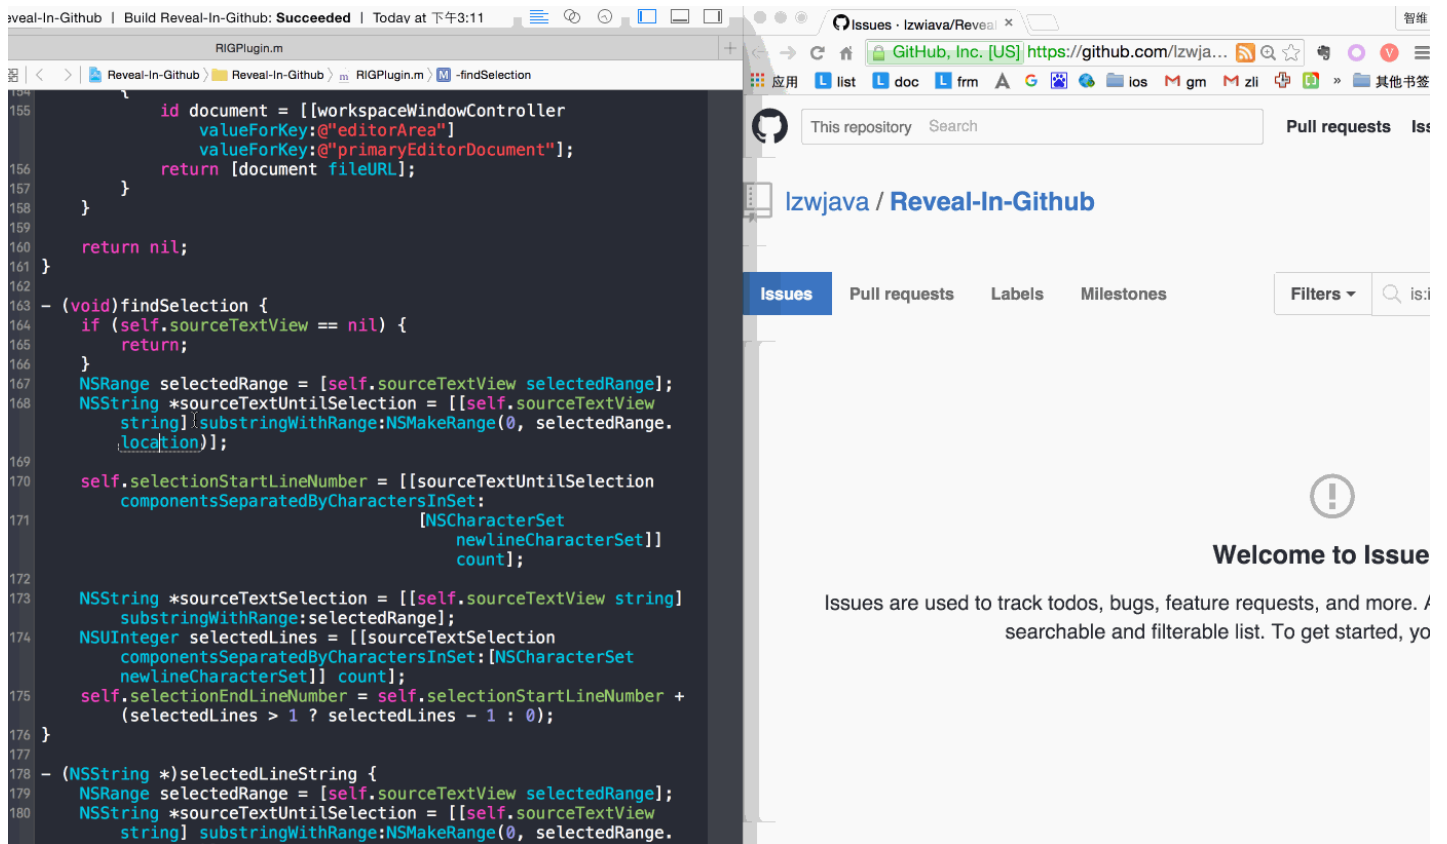 eveal-In-Github | Build Reveal-In-Github: Succeeded | Today at 下午3:11
RIGPlugin.m
Reveal-In-Github Reveal-In-Github m RIGPlugin.m M -findSelection
154 {
155 id document = [[workspaceWindowController
valueForKey:@"editorArea"]
valueForKey:@"primaryEditorDocument"];
156 return [document fileURL];
157 }
158 }
159
160 return nil;
161 }
162
163 - (void)findSelection {
164 if (self.sourceTextView == nil) {
165 return;
166 }
167 NSRange selectedRange = [self.sourceTextView selectedRange];
168 NSString *sourceTextUntilSelection = [[self.sourceTextView
string] substringWithRange:NSMakeRange(0, selectedRange.
location)];
169
170 self.selectionStartLineNumber = [[sourceTextUntilSelection
componentsSeparatedByCharactersInSet:
171 [NSCharacterSet
newlineCharacterSet]]
count];
172
173 NSString *sourceTextSelection = [[self.sourceTextView string]
substringWithRange:selectedRange];
174 NSUInteger selectedLines = [[sourceTextSelection
componentsSeparatedByCharactersInSet:[NSCharacterSet
newlineCharacterSet]] count];
175 self.selectionEndLineNumber = self.selectionStartLineNumber +
(selectedLines > 1 ? selectedLines - 1 : 0);
176 }
177
178 - (NSString *)selectedLineString {
179 NSRange selectedRange = [self.sourceTextView selectedRange];
180 NSString *sourceTextUntilSelection = [[self.sourceTextView
string] substringWithRange:NSMakeRange(0, selectedRange.
Issues · lzwjava/Reveal × 智维
GitHub, Inc. [US] https://github.com/lzwja...
应用 L list L doc L frm A G ios M gm M zli » 其他书签
This repository Search Pull requests Iss
lzwjava / Reveal-In-Github
Issues Pull requests Labels Milestones Filters is:i
Welcome to Issue
Issues are used to track todos, bugs, feature requests, and more. A
searchable and filterable list. To get started, yo